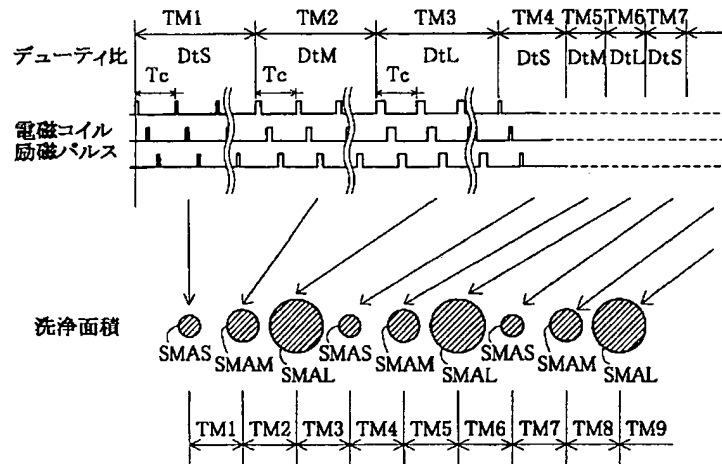 TM1 TM2 TM3 TM4 TM5 TM6 TM7
デューティ比 DtS DtM DtL DtS DtM DtL DtS
Tc Tc Tc
電磁コイル
励磁パルス
洗浄面積
SMAS SMAM SMAL SMAS SMAM SMAL SMAS SMAM SMAL
TM1 TM2 TM3 TM4 TM5 TM6 TM7 TM8 TM9